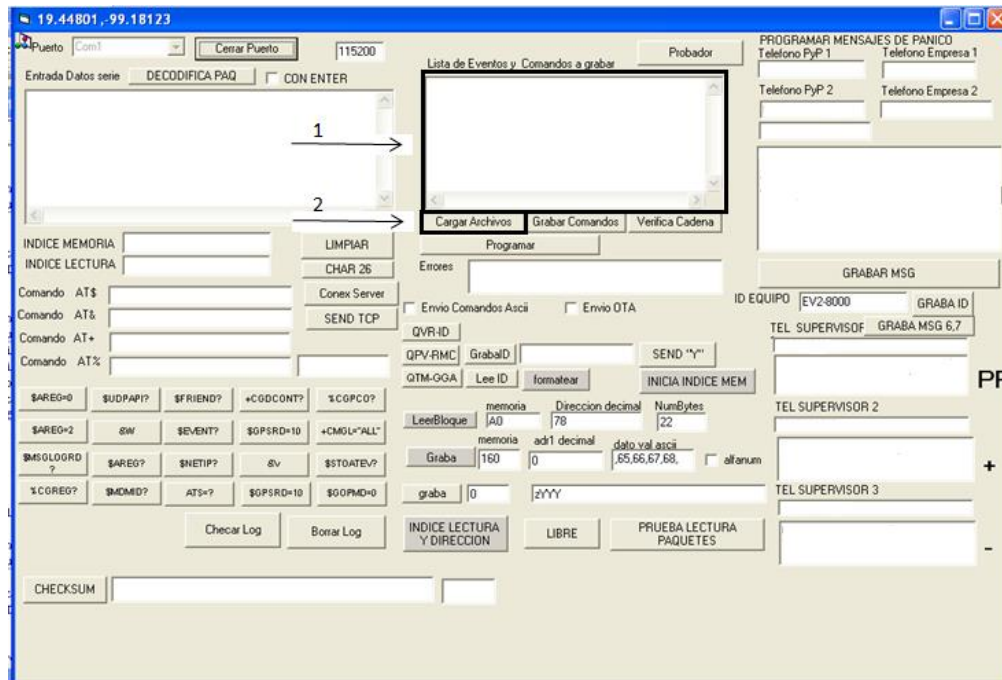 19.44801,-99.18123
Puerto Com1 Cerrar Puerto 115200
Entrada Datos serie DECODIFICA PAQ CON ENTER
Lista de Eventos y Comandos a grabar Probador
PROGRAMAR MENSAJES DE PANICO
Telefono PyP 1 Telefono Empresa 1
Telefono PyP 2 Telefono Empresa 2
1
2
Cargar Archivos Grabar Comandos Verifica Cadena
Programar
Errores
INDICE MEMORIA LIMPIAR
INDICE LECTURA CHAR 26
Comando AT$ Conex Server
Comando AT& SEND TCP
Comando AT+
Comando AT%
Envio Comandos Ascii Envio OTA
QVR-ID
QPV-RMC GrabaID SEND "Y"
QTM-GGA Lee ID formatear INICIA INDICE MEM
GRABAR MSG
ID EQUIPO EV2-8000 GRABA ID
TEL SUPERVISOR GRABA MSG 6,7
PF
$AREG=0 $UDPAPI? $FRIEND? +CGDCONT? %CGPCO?
$AREG=2 &W $EVENT? $GPSRD=10 +CMGL="ALL"
$MSGLOGRD? $AREG? $NETIP? &v $STOATEV?
%CGREG? $MDMID? ATS=? $GPSRD=10 $GOPMD=0
memoria Direccion decimal NumBytes
LeerBloque A0 78 22
memoria adr1 decimal dato val ascii
Graba 160 0 ,65,66,67,68, alfanum
graba 0 zYYY
TEL SUPERVISOR 2
+
TEL SUPERVISOR 3
-
Checar Log Borrar Log
INDICE LECTURA Y DIRECCION LIBRE PRUEBA LECTURA PAQUETES
CHECKSUM